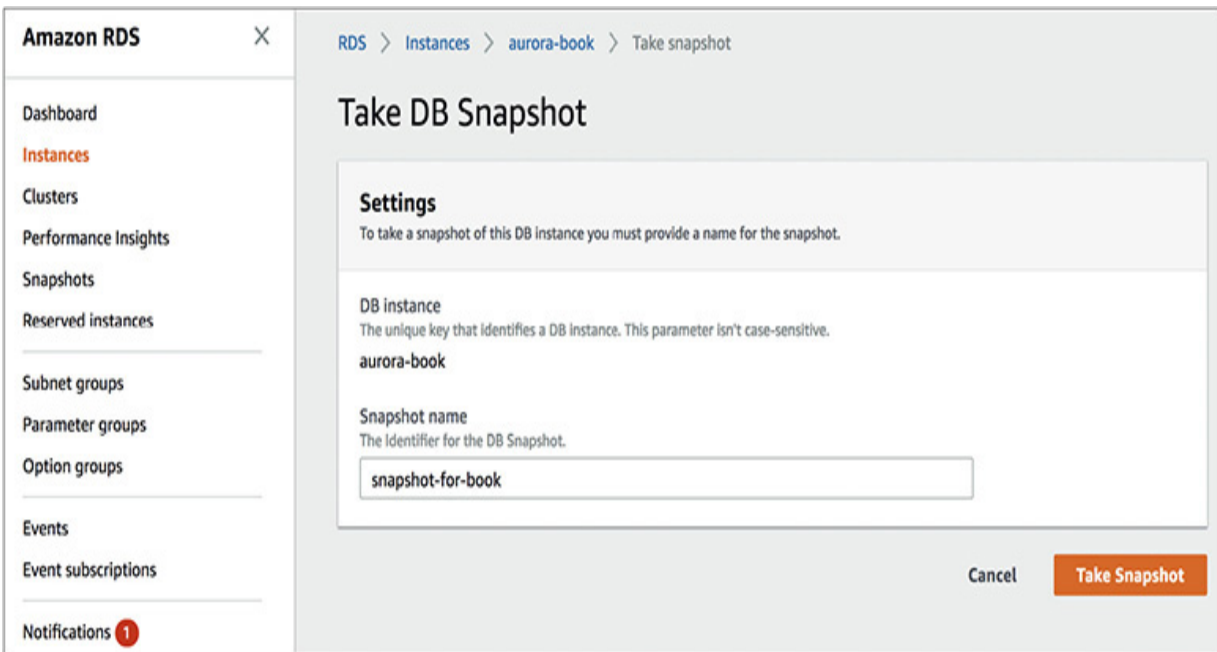 Amazon RDS
Dashboard
Instances
Clusters
Performance Insights
Snapshots
Reserved instances
Subnet groups
Parameter groups
Option groups
Events
Event subscriptions
Notifications 1
RDS > Instances > aurora-book > Take snapshot
Take DB Snapshot
Settings
To take a snapshot of this DB instance you must provide a name for the snapshot.
DB instance
The unique key that identifies a DB instance. This parameter isn't case-sensitive.
aurora-book
Snapshot name
The Identifier for the DB Snapshot.
snapshot-for-book
Cancel
Take Snapshot